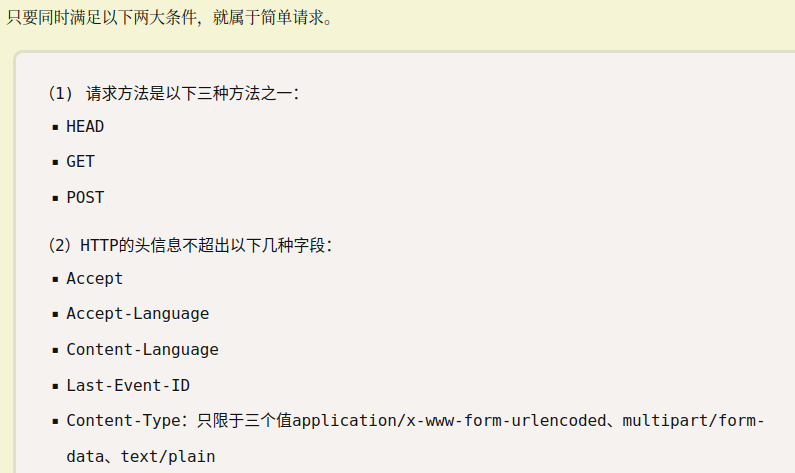 只要同时满足以下两大条件，就属于简单请求。
（1) 请求方法是以下三种方法之一：
▪ HEAD
▪ GET
▪ POST
（2）HTTP的头信息不超出以下几种字段：
▪ Accept
▪ Accept-Language
▪ Content-Language
▪ Last-Event-ID
▪ Content-Type：只限于三个值application/x-www-form-urlencoded、multipart/form-
data、text/plain